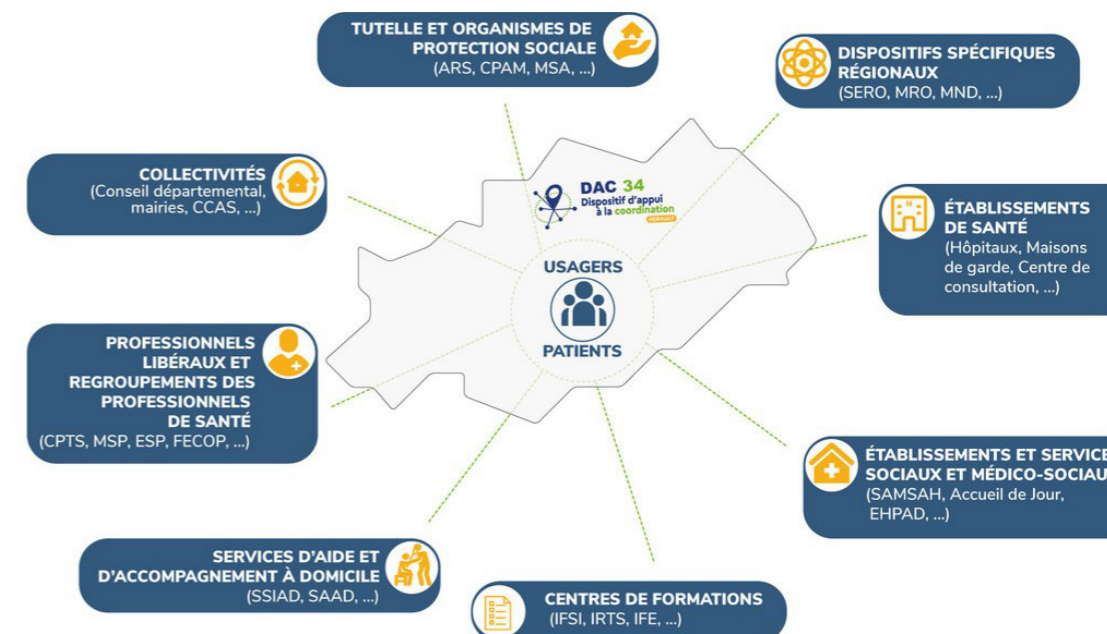 TUTELLE ET ORGANISMES DE
PROTECTION SOCIALE
(ARS, CPAM, MSA, ...)
DISPOSITIFS SPÉCIFIQUES
RÉGIONAUX
(SERO, MRO, MND, ...)
COLLECTIVITÉS
(Conseil départemental,
mairies, CCAS, ...)
DAC 34
Dispositif d'appui
à la coordination
HÉRAULT
ÉTABLISSEMENTS
DE SANTÉ
(Hôpitaux, Maisons
de garde, Centre de
consultation, ...)
USAGERS
PATIENTS
PROFESSIONNELS
LIBÉRAUX ET
REGROUPEMENTS DES
PROFESSIONNELS
DE SANTÉ
(CPTS, MSP, ESP, FECOP, ...)
ÉTABLISSEMENTS ET SERVICE
SOCIAUX ET MÉDICO-SOCIAU
(SAMSAH, Accueil de Jour,
EHPAD, ...)
SERVICES D'AIDE ET
D'ACCOMPAGNEMENT À DOMICILE
(SSIAD, SAAD, ...)
CENTRES DE FORMATIONS
(IFSI, IRTS, IFE, ...)